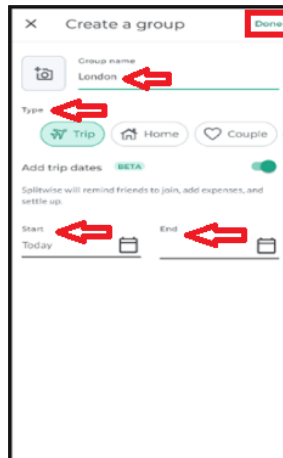 Create a group Done
Group name
London
Type
Trip Home Couple
Add trip dates BETA
Splitwise will remind friends to join, add expenses, and
settle up.
Start End
Today